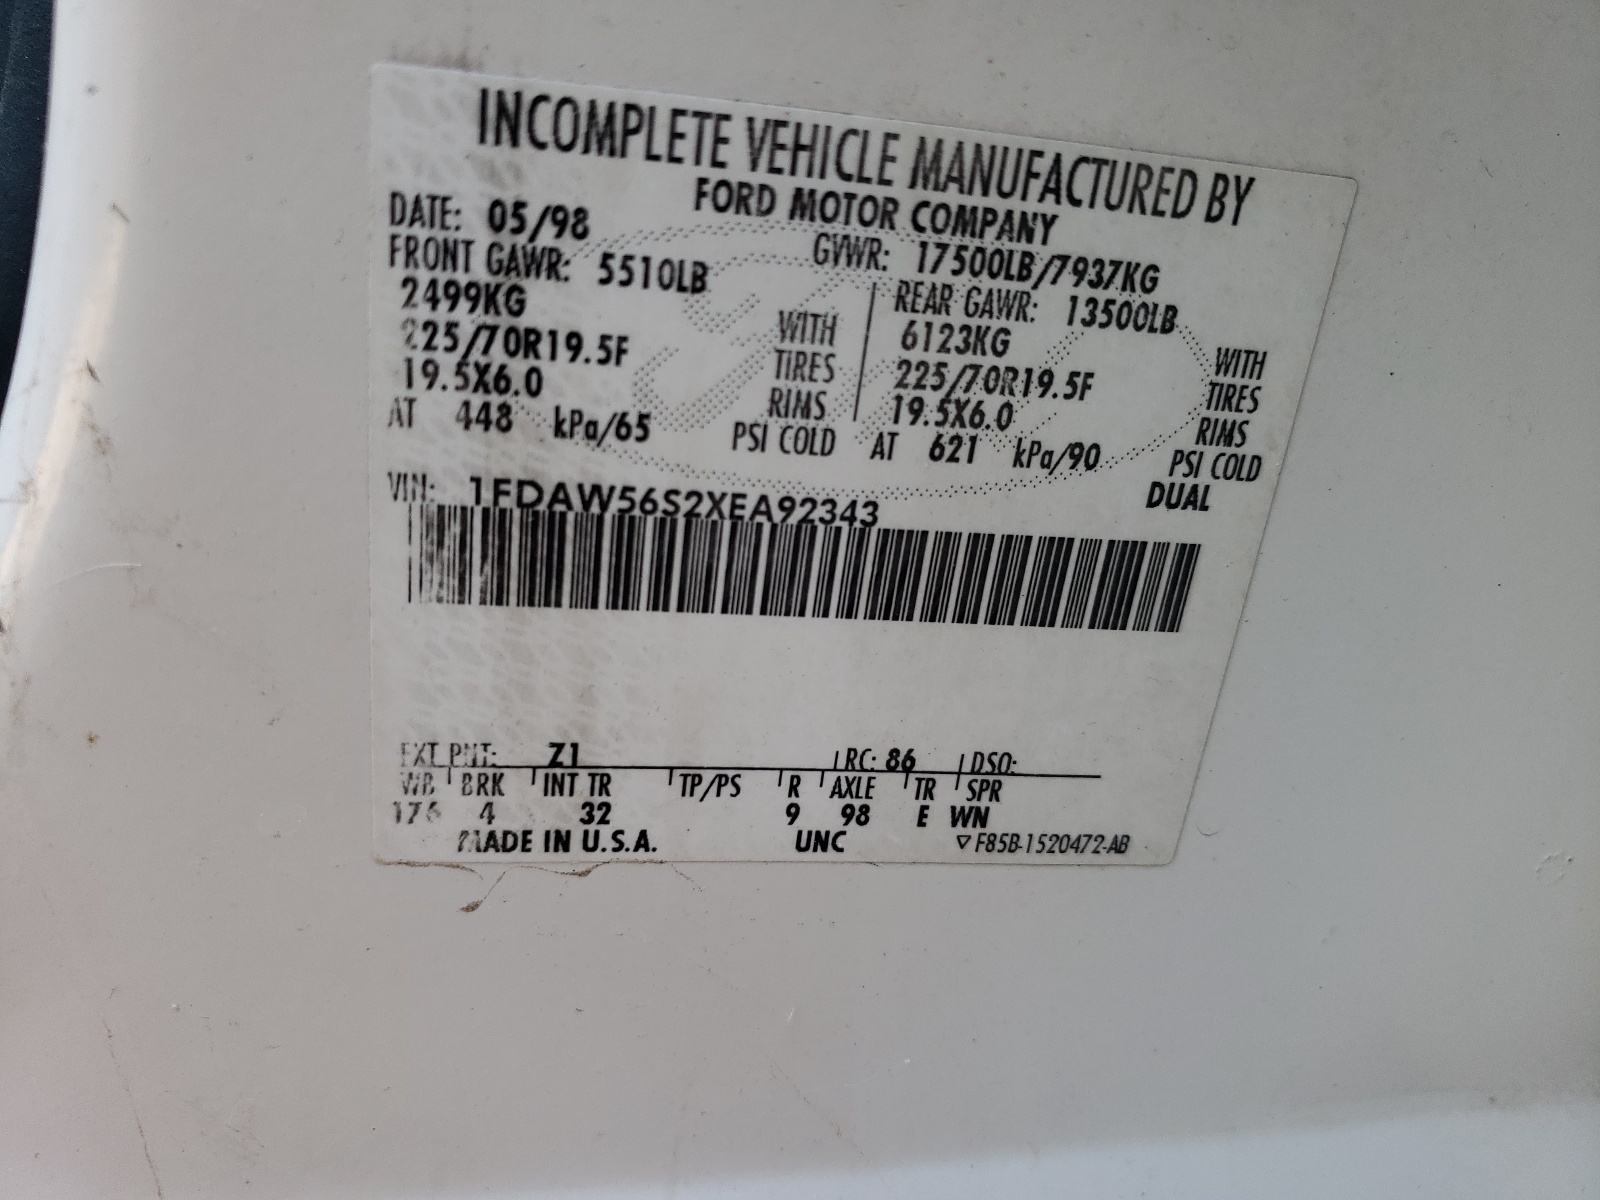 INCOMPLETE VEHICLE MANUFACTURED BY
FORD MOTOR COMPANY
DATE: 05/98 GVWR: 17500LB/7937KG
FRONT GAWR: 5510LB REAR GAWR: 13500LB
2499KG WITH 6123KG WITH
225/70R19.5F TIRES 225/70R19.5F TIRES
19.5X6.0 RIMS 19.5X6.0 RIMS
AT 448 kPa/65 PSI COLD AT 621 kPa/90 PSI COLD
DUAL
VIN: 1FDAW56S2XEA92343
EXT PNT: Z1 RC: 86 DSO:
WB BRK INT TR TP/PS R AXLE TR SPR
176 4 32 9 98 E WN
MADE IN U.S.A. UNC ▽ F85B-1520472-AB